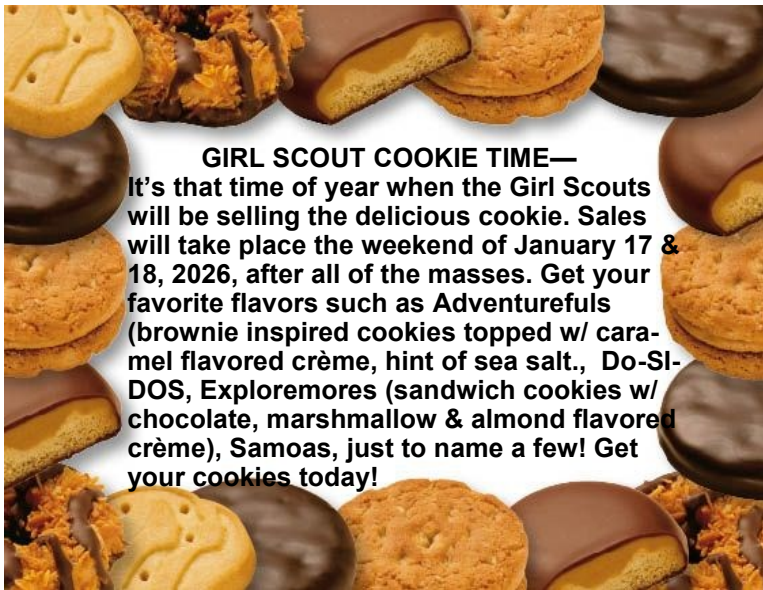 GIRL SCOUT COOKIE TIME—
It’s that time of year when the Girl Scouts
will be selling the delicious cookie. Sales
will take place the weekend of January 17 &
18, 2026, after all of the masses. Get your
favorite flavors such as Adventurefuls
(brownie inspired cookies topped w/ cara-
mel flavored crème, hint of sea salt.,  Do-SI-
DOS, Exploremores (sandwich cookies w/
chocolate, marshmallow & almond flavored
crème), Samoas, just to name a few! Get
your cookies today!